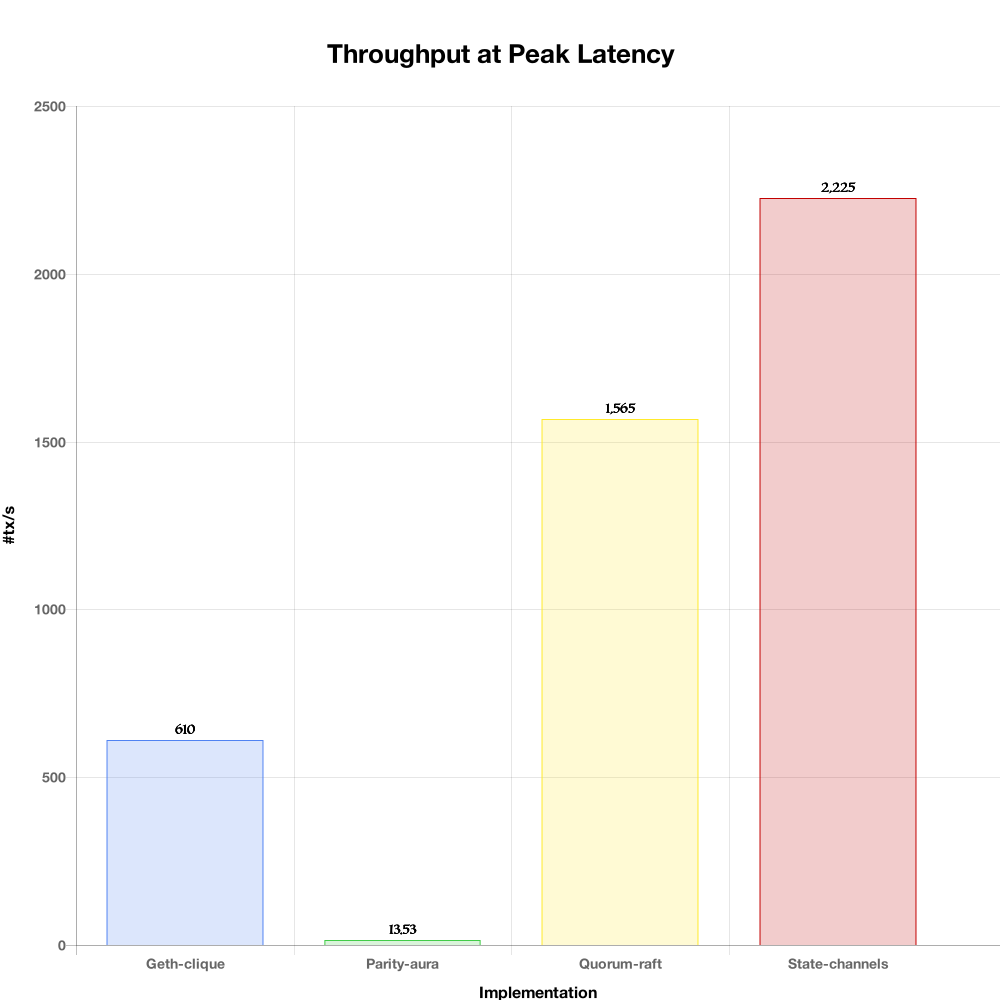 Throughput at Peak Latency
2500
2000
1500
1000
500
0
#tx/s
610
13.53
1,565
2,225
Geth-clique
Parity-aura
Quorum-raft
State-channels
Implementation